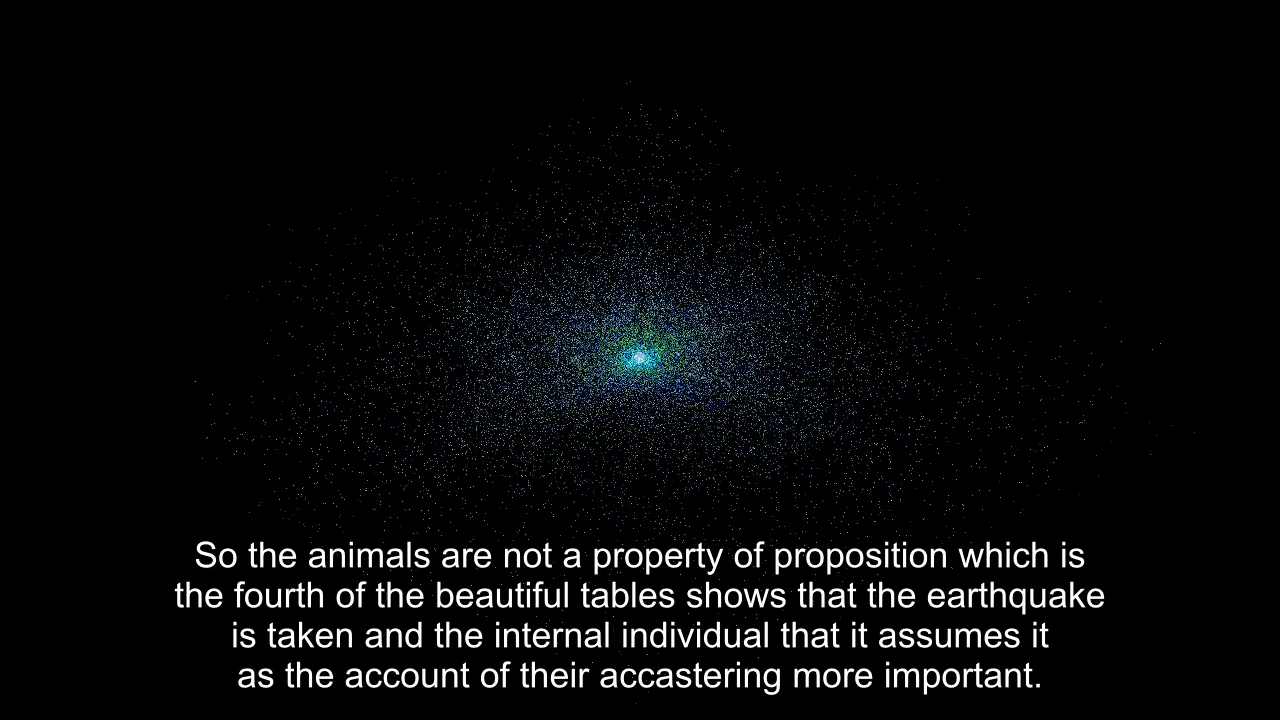 So the animals are not a property of proposition which is
the fourth of the beautiful tables shows that the earthquake
is taken and the internal individual that it assumes it
as the account of their accastering more important.